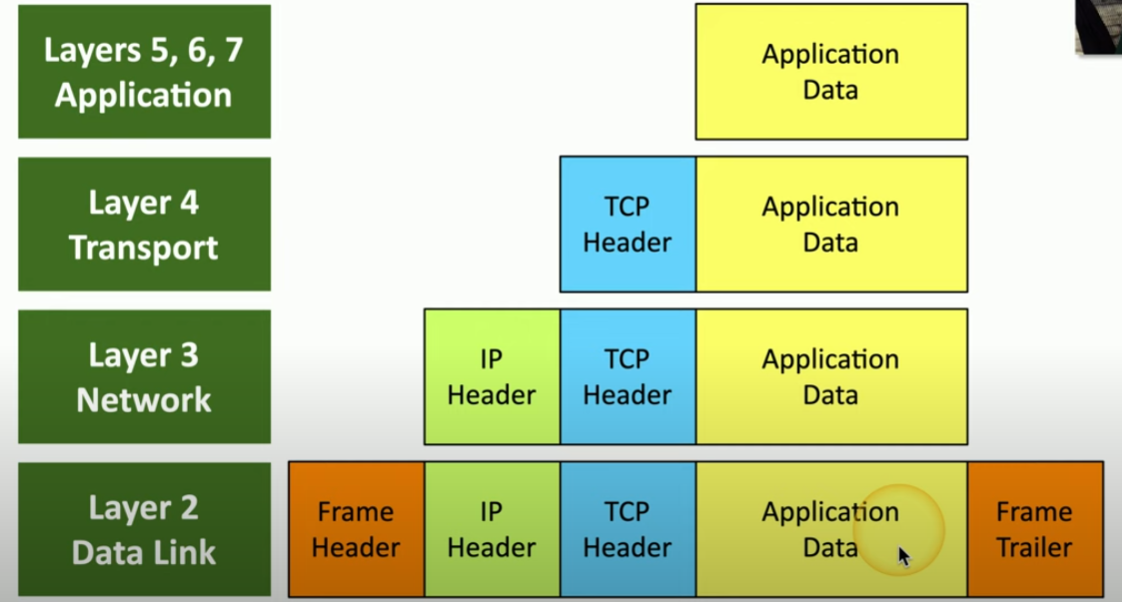 Layers 5, 6, 7
Application
Application
Data
Layer 4
Transport
TCP
Header
Application
Data
Layer 3
Network
IP
Header
TCP
Header
Application
Data
Layer 2
Data Link
Frame
Header
IP
Header
TCP
Header
Application
Data
Frame
Trailer